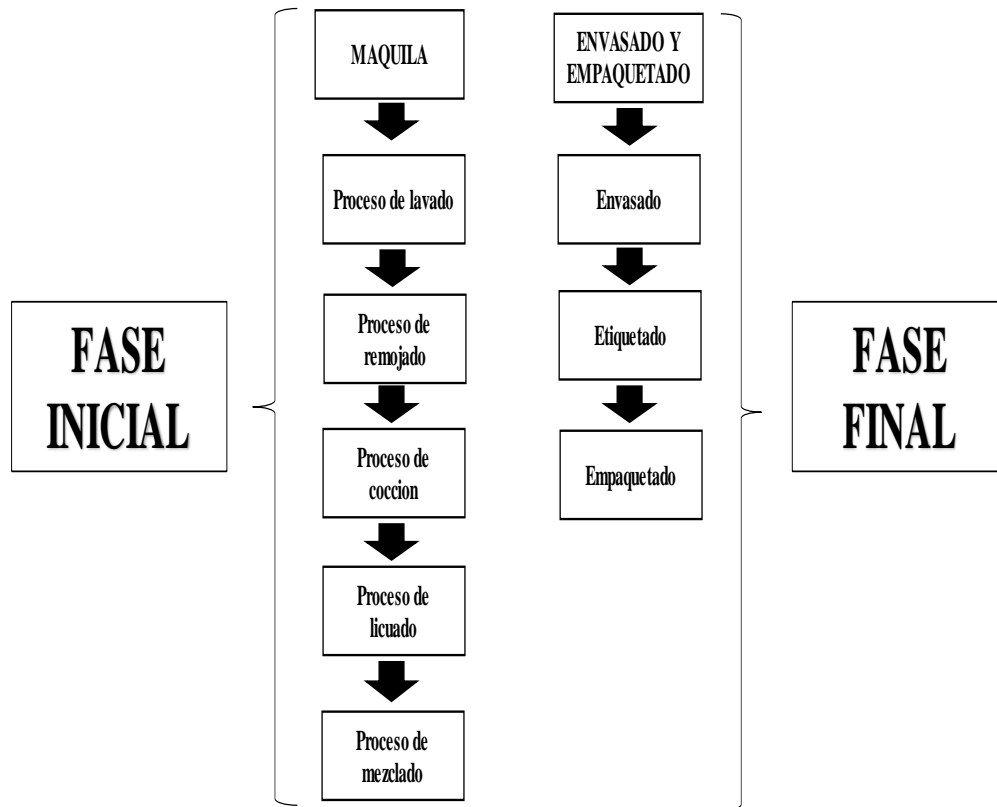 FASE
INICIAL
MAQUILA
Proceso de lavado
Proceso de
remojado
Proceso de
coccion
Proceso de
licuado
Proceso de
mezclado
ENVASADO Y
EMPAQUETADO
Envasado
Etiquetado
Empaquetado
FASE
FINAL